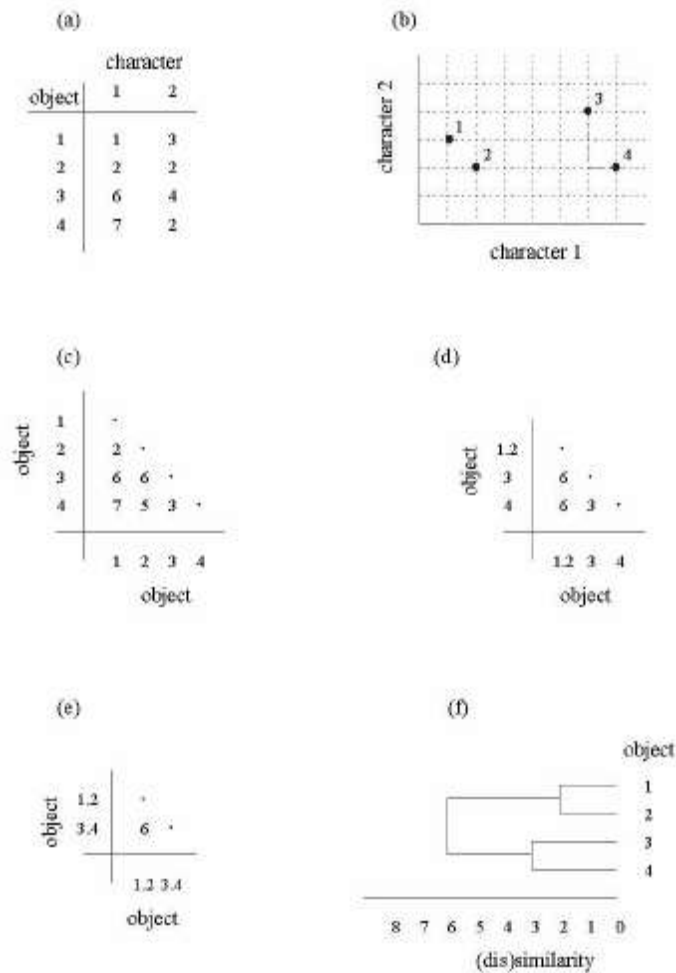 (a)
character
object 1 2
1 1 3
2 2 2
3 6 4
4 7 2
(b)
character 2
1
2
3
4
character 1
(c)
object
1 .
2 2 .
3 6 6 .
4 7 5 3 .
1 2 3 4
object
(d)
object
1.2 .
3 6 .
4 6 3 .
1.2 3 4
object
(e)
object
1.2 .
3.4 6 .
1.2 3.4
object
(f)
object
1
2
3
4
8 7 6 5 4 3 2 1 0
(dis)similarity